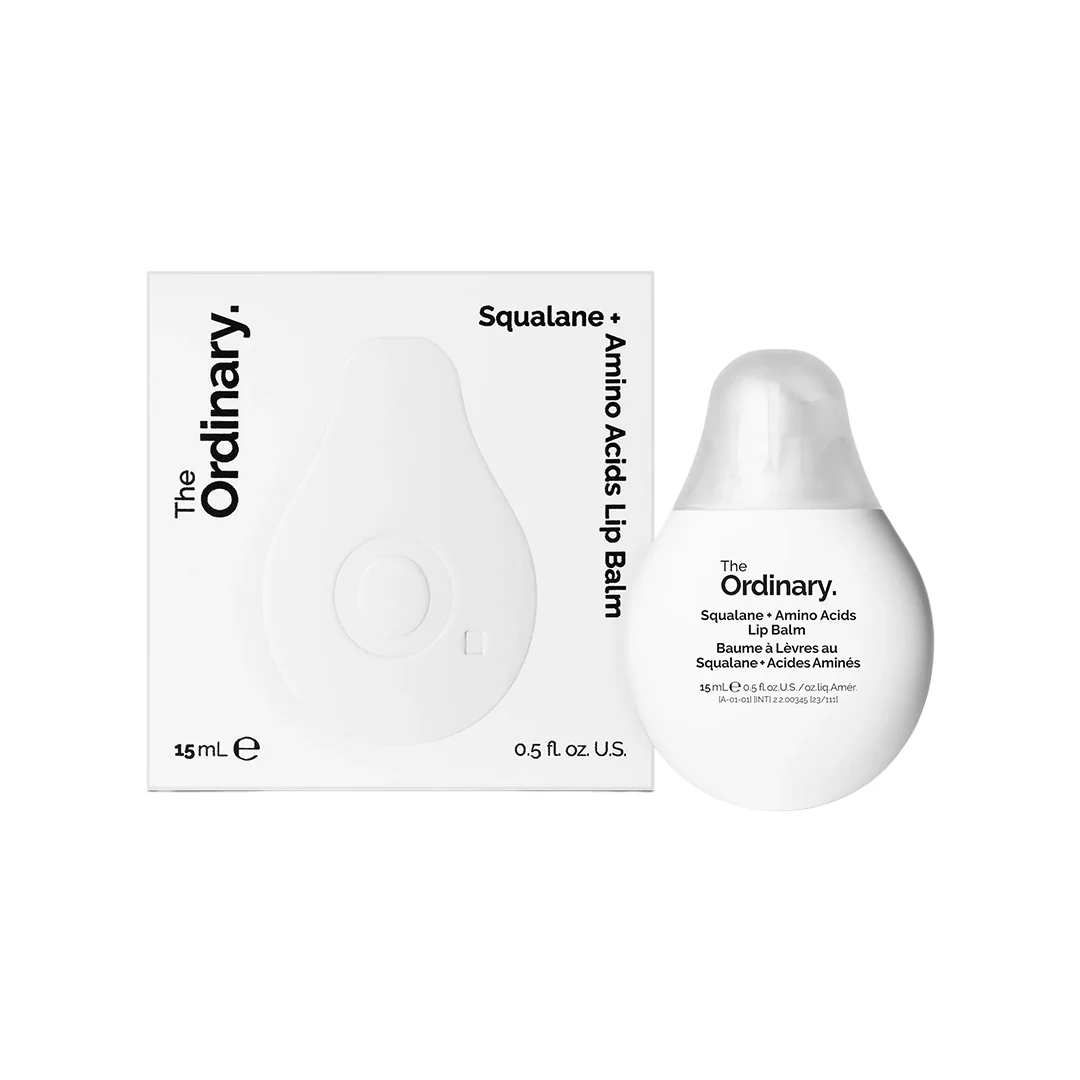 The
Ordinary.
Squalane +
Amino Acids Lip Balm
15 mL ℮
0.5 fl. oz. U.S.
The
Ordinary.
Squalane + Amino Acids
Lip Balm
Baume à Lèvres au
Squalane + Acides Aminés
15 mL ℮ 0.5 fl.oz.U.S./oz.liq.Amér.
[A-01-01] [INT] 2.2.00345 [23/111]